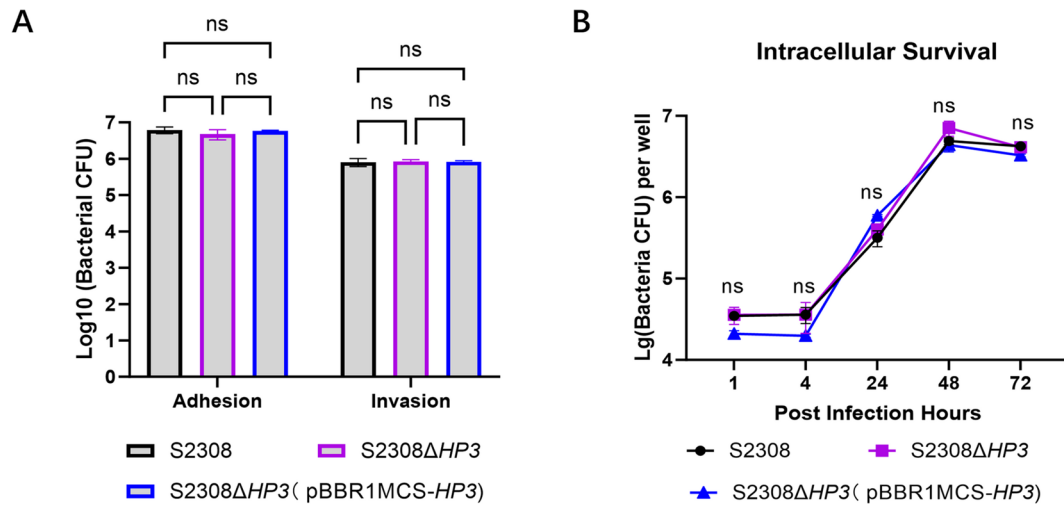 A
ns
ns
ns
ns
ns
ns
Log10 (Bacterial CFU)
7
6
5
4
3
2
1
0
Adhesion
Invasion
S2308
S2308ΔHP3
S2308ΔHP3( pBBR1MCS-HP3)
B
Intracellular Survival
Lg(Bacteria CFU) per well
7
6
5
4
ns
ns
ns
ns
ns
1
4
24
48
72
Post Infection Hours
S2308
S2308ΔHP3
S2308ΔHP3( pBBR1MCS-HP3)